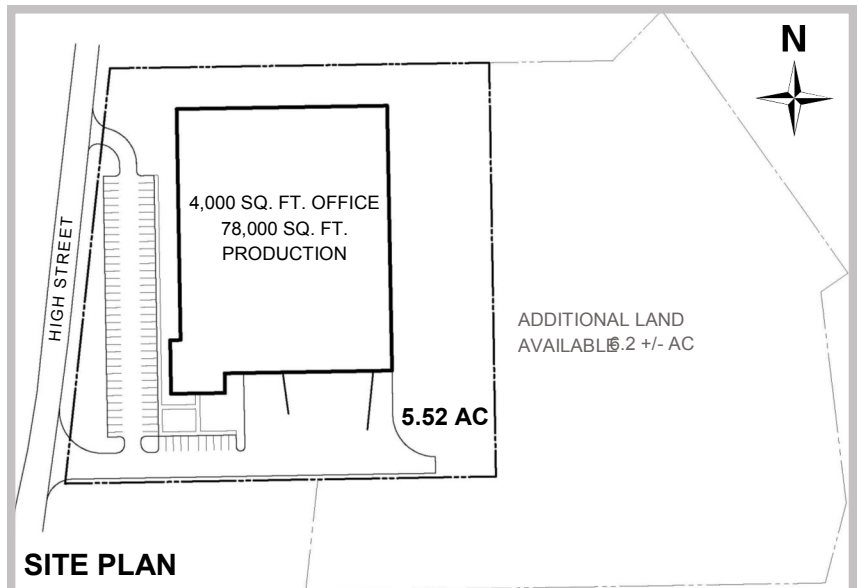 N
4,000 SQ. FT. OFFICE
78,000 SQ. FT.
PRODUCTION
HIGH STREET
ADDITIONAL LAND
AVAILABLE 6.2 +/- AC
5.52 AC
SITE PLAN